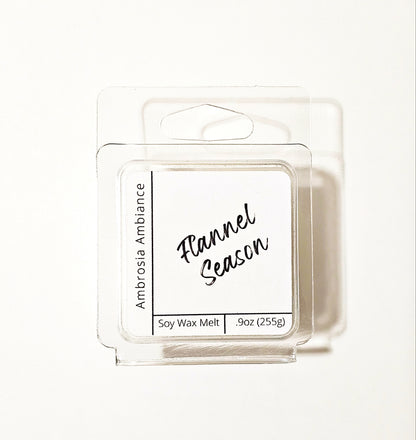 Ambrosia Ambiance
Flannel
Season
Soy Wax Melt
.9oz (255g)